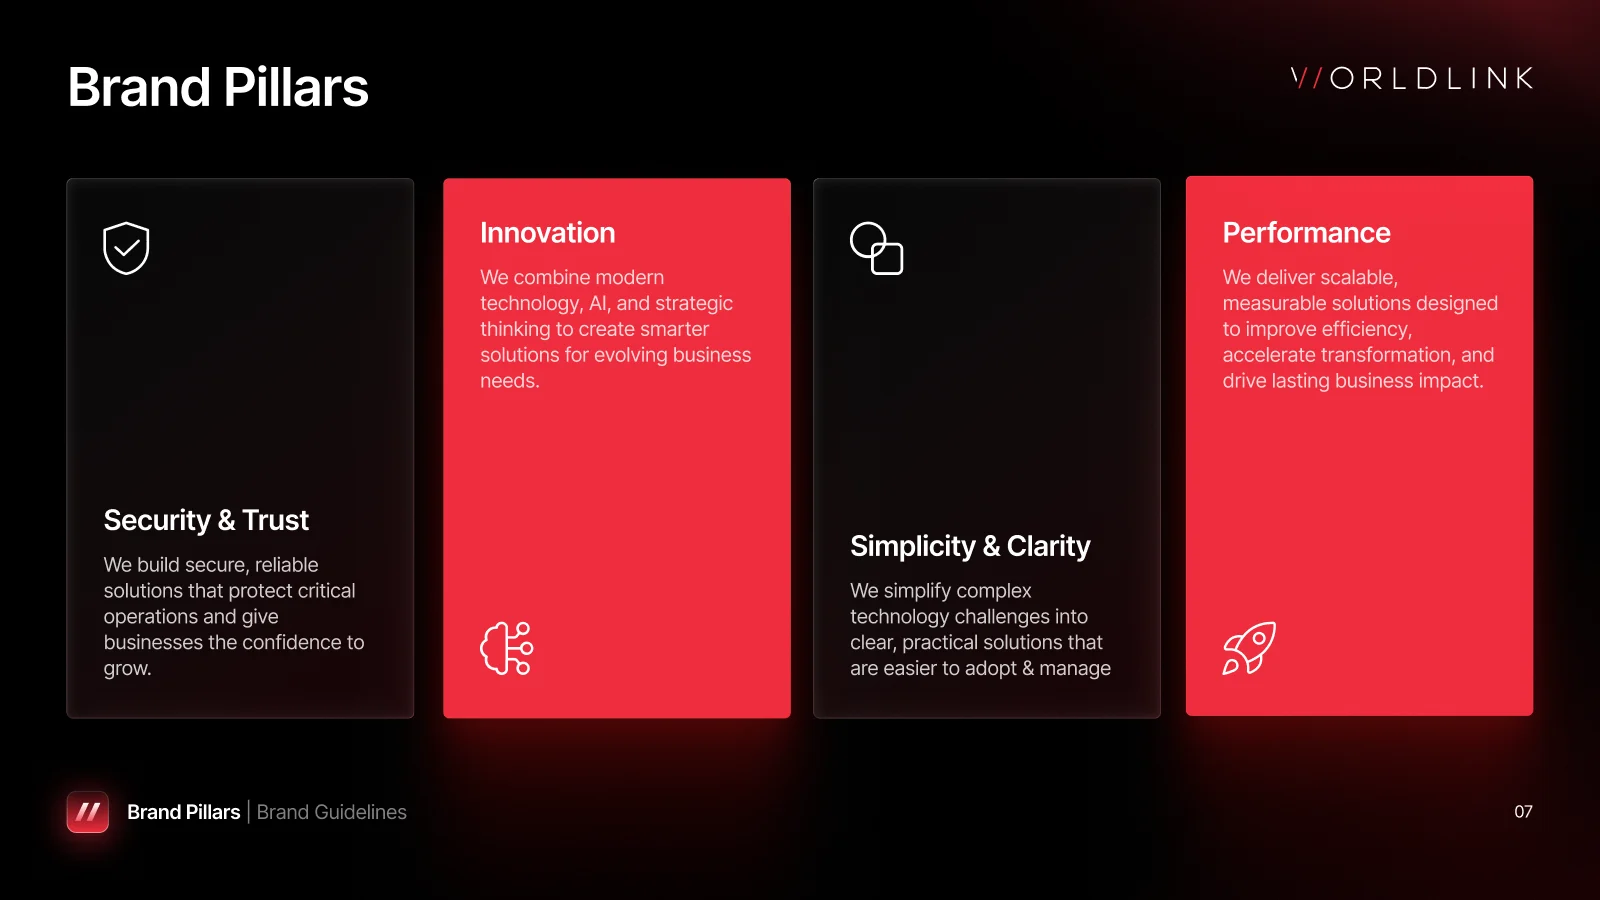 Brand Pillars
WORLDLINK
Security & Trust
We build secure, reliable
solutions that protect critical
operations and give
businesses the confidence to
grow.
Innovation
We combine modern
technology, AI, and strategic
thinking to create smarter
solutions for evolving business
needs.
Simplicity & Clarity
We simplify complex
technology challenges into
clear, practical solutions that
are easier to adopt & manage
Performance
We deliver scalable,
measurable solutions designed
to improve efficiency,
accelerate transformation, and
drive lasting business impact.
Brand Pillars | Brand Guidelines
07